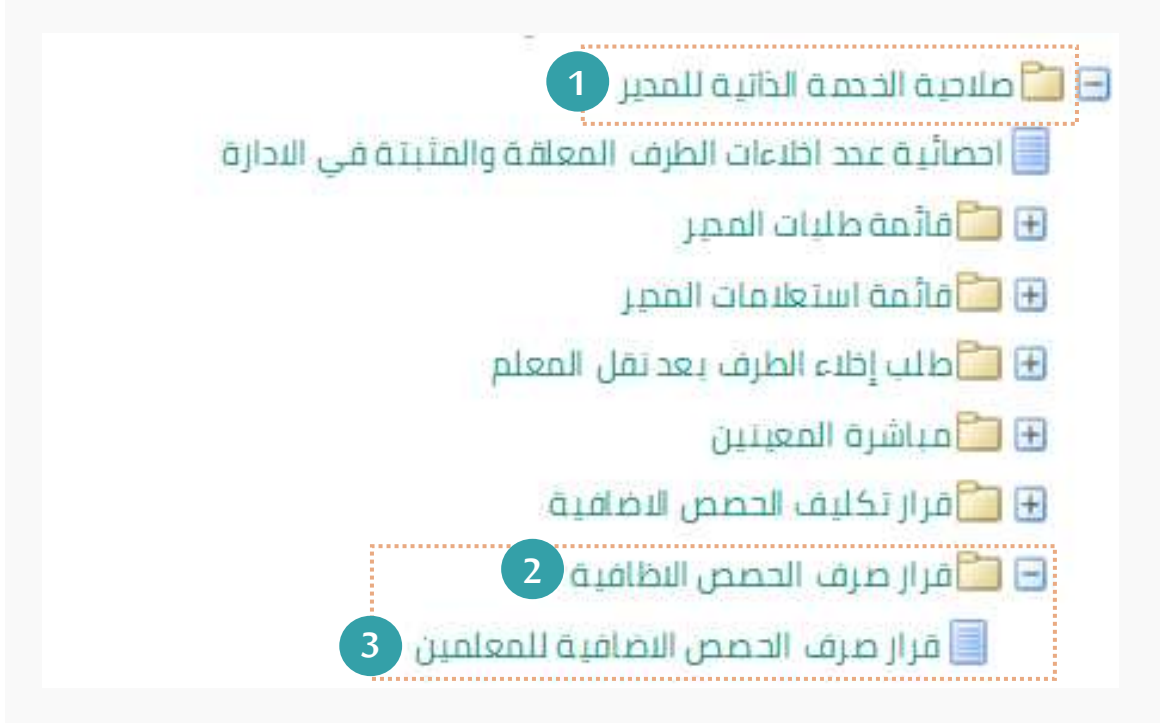 صلاحية الخدمة الذاتية للمدير 1
احصائية عدد اخلاءات الطرف المعلقة والمثبتة في الادارة
قائمة طلبات المدير
قائمة استعلامات المدير
طلب إخلاء الطرف بعد نقل المعلم
مباشرة المعينين
قرار تكليف الحصص الاضافية
قرار صرف الحصص الاظافية 2
قرار صرف الحصص الاضافية للمعلمين 3